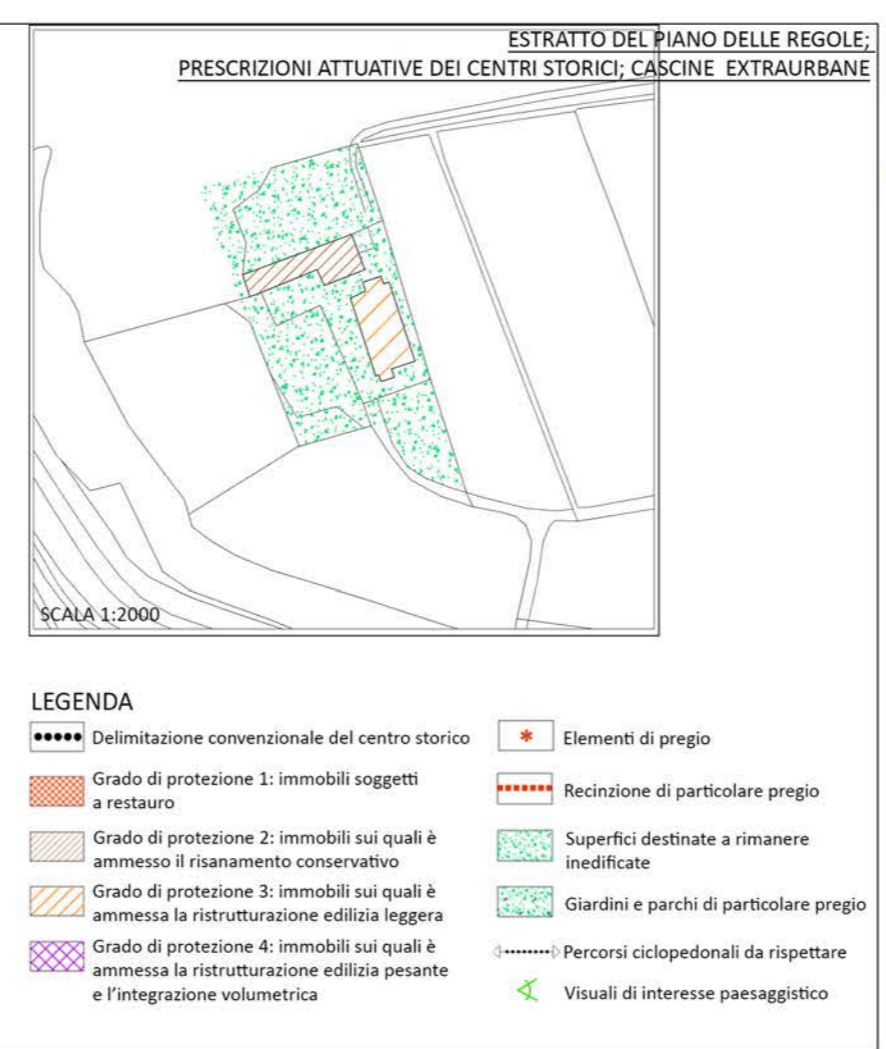 ESTRATTO DEL PIANO DELLE REGOLE;
PRESCRIZIONI ATTUATIVE DEI CENTRI STORICI; CASCINE EXTRAURBANE
SCALA 1:2000
LEGENDA
Delimitazione convenzionale del centro storico
Grado di protezione 1: immobili soggetti
a restauro
Grado di protezione 2: immobili sui quali è
ammesso il risanamento conservativo
Grado di protezione 3: immobili sui quali è
ammessa la ristrutturazione edilizia leggera
Grado di protezione 4: immobili sui quali è
ammessa la ristrutturazione edilizia pesante
e l'integrazione volumetrica
Elementi di pregio
Recinzione di particolare pregio
Superfici destinate a rimanere
inedificate
Giardini e parchi di particolare pregio
Percorsi ciclopedonali da rispettare
Visuali di interesse paesaggistico